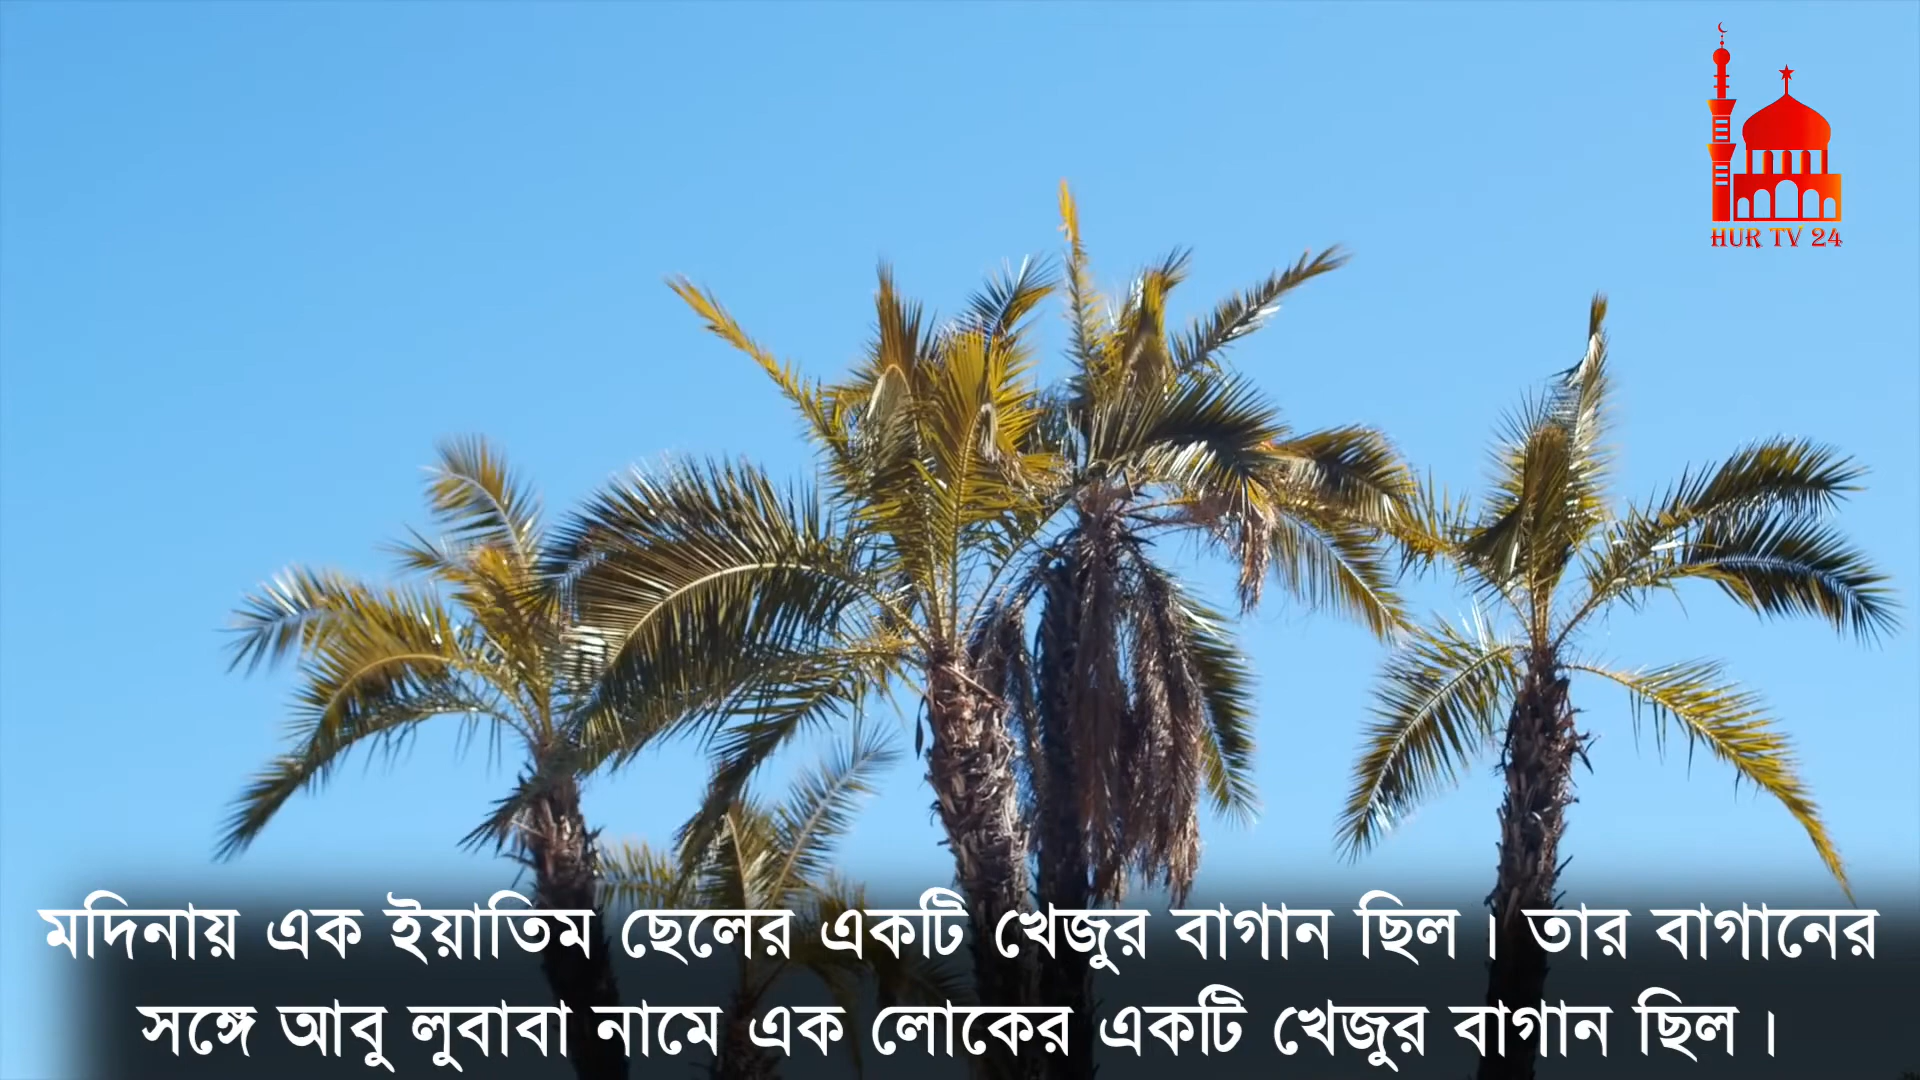 HUR TV 24
মদিনায় এক ইয়াতিম ছেলের একটি খেজুর বাগান ছিল। তার বাগানের
সঙ্গে আবু লুবাবা নামে এক লোকের একটি খেজুর বাগান ছিল।